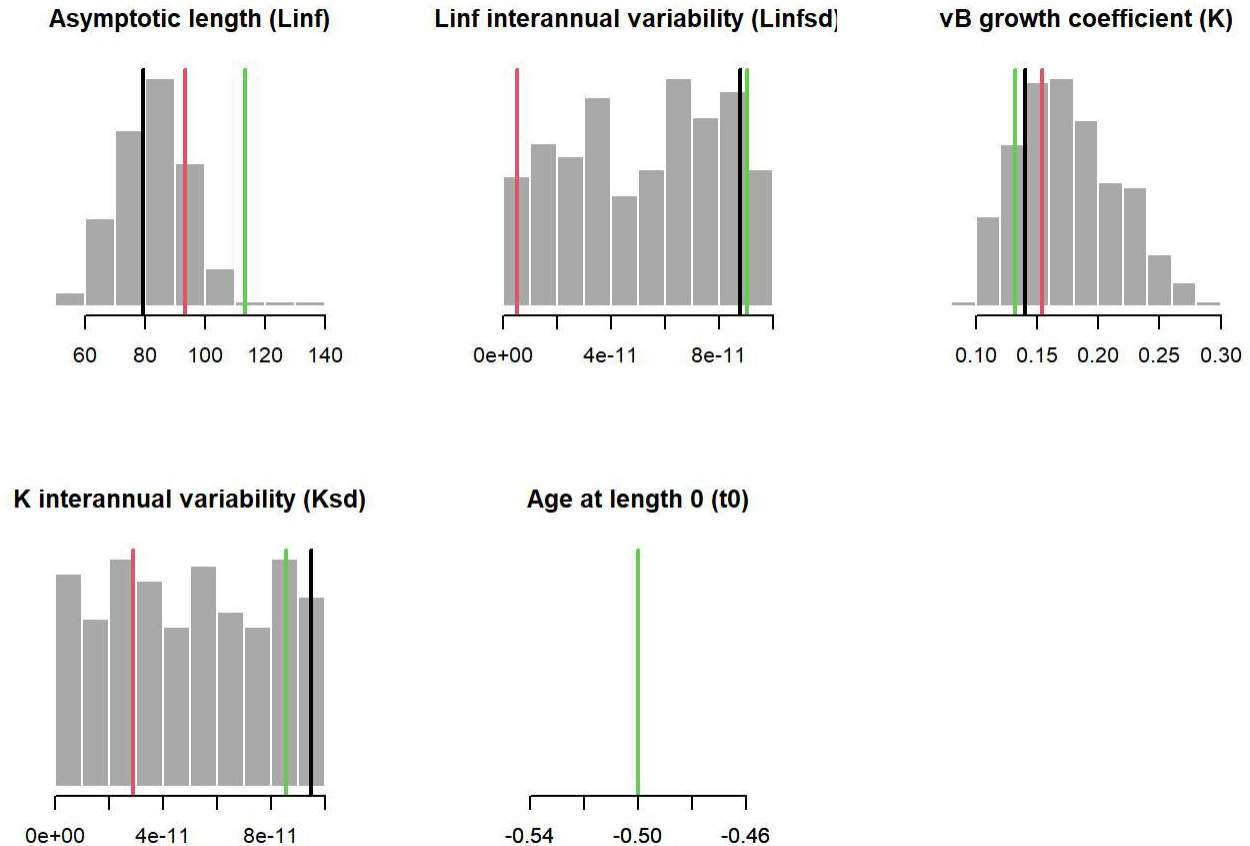 Asymptotic length (Linf)
Linf interannual variability (Linfsd)
vB growth coefficient (K)
60 80 100 120 140
0e+00 4e-11 8e-11
0.10 0.15 0.20 0.25 0.30
K interannual variability (Ksd)
Age at length 0 (t0)
0e+00 4e-11 8e-11
-0.54 -0.50 -0.46